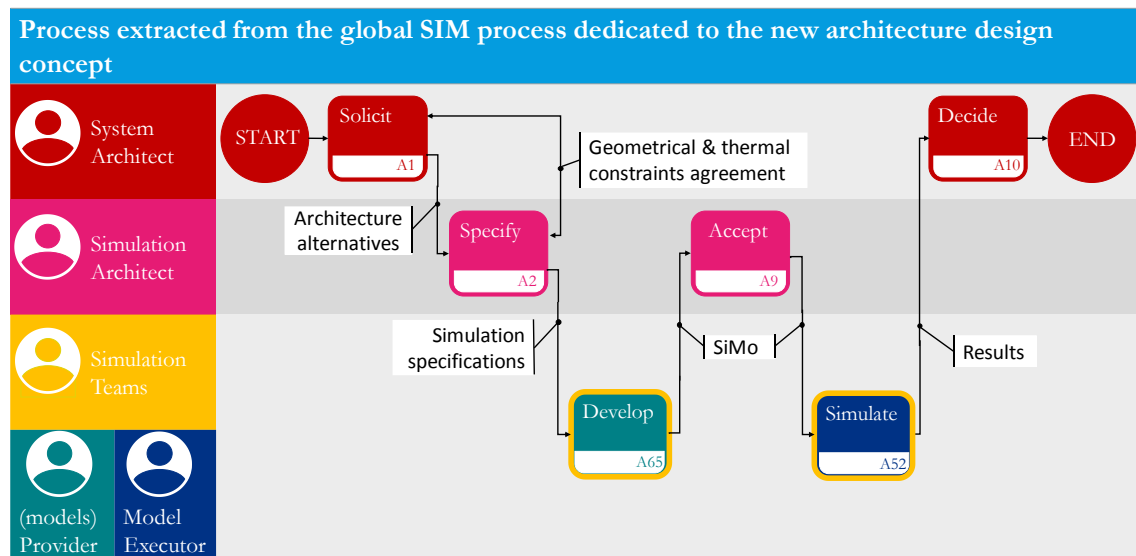 Process extracted from the global SIM process dedicated to the new architecture design
concept
System
Architect
START
Solicit
A1
Geometrical & thermal
constraints agreement
Decide
A10
END
Simulation
Architect
Architecture
alternatives
Specify
A2
Accept
A9
Simulation
Teams
Simulation
specifications
SiMo
Results
Develop
A65
Simulate
A52
(models)
Provider
Model
Executor